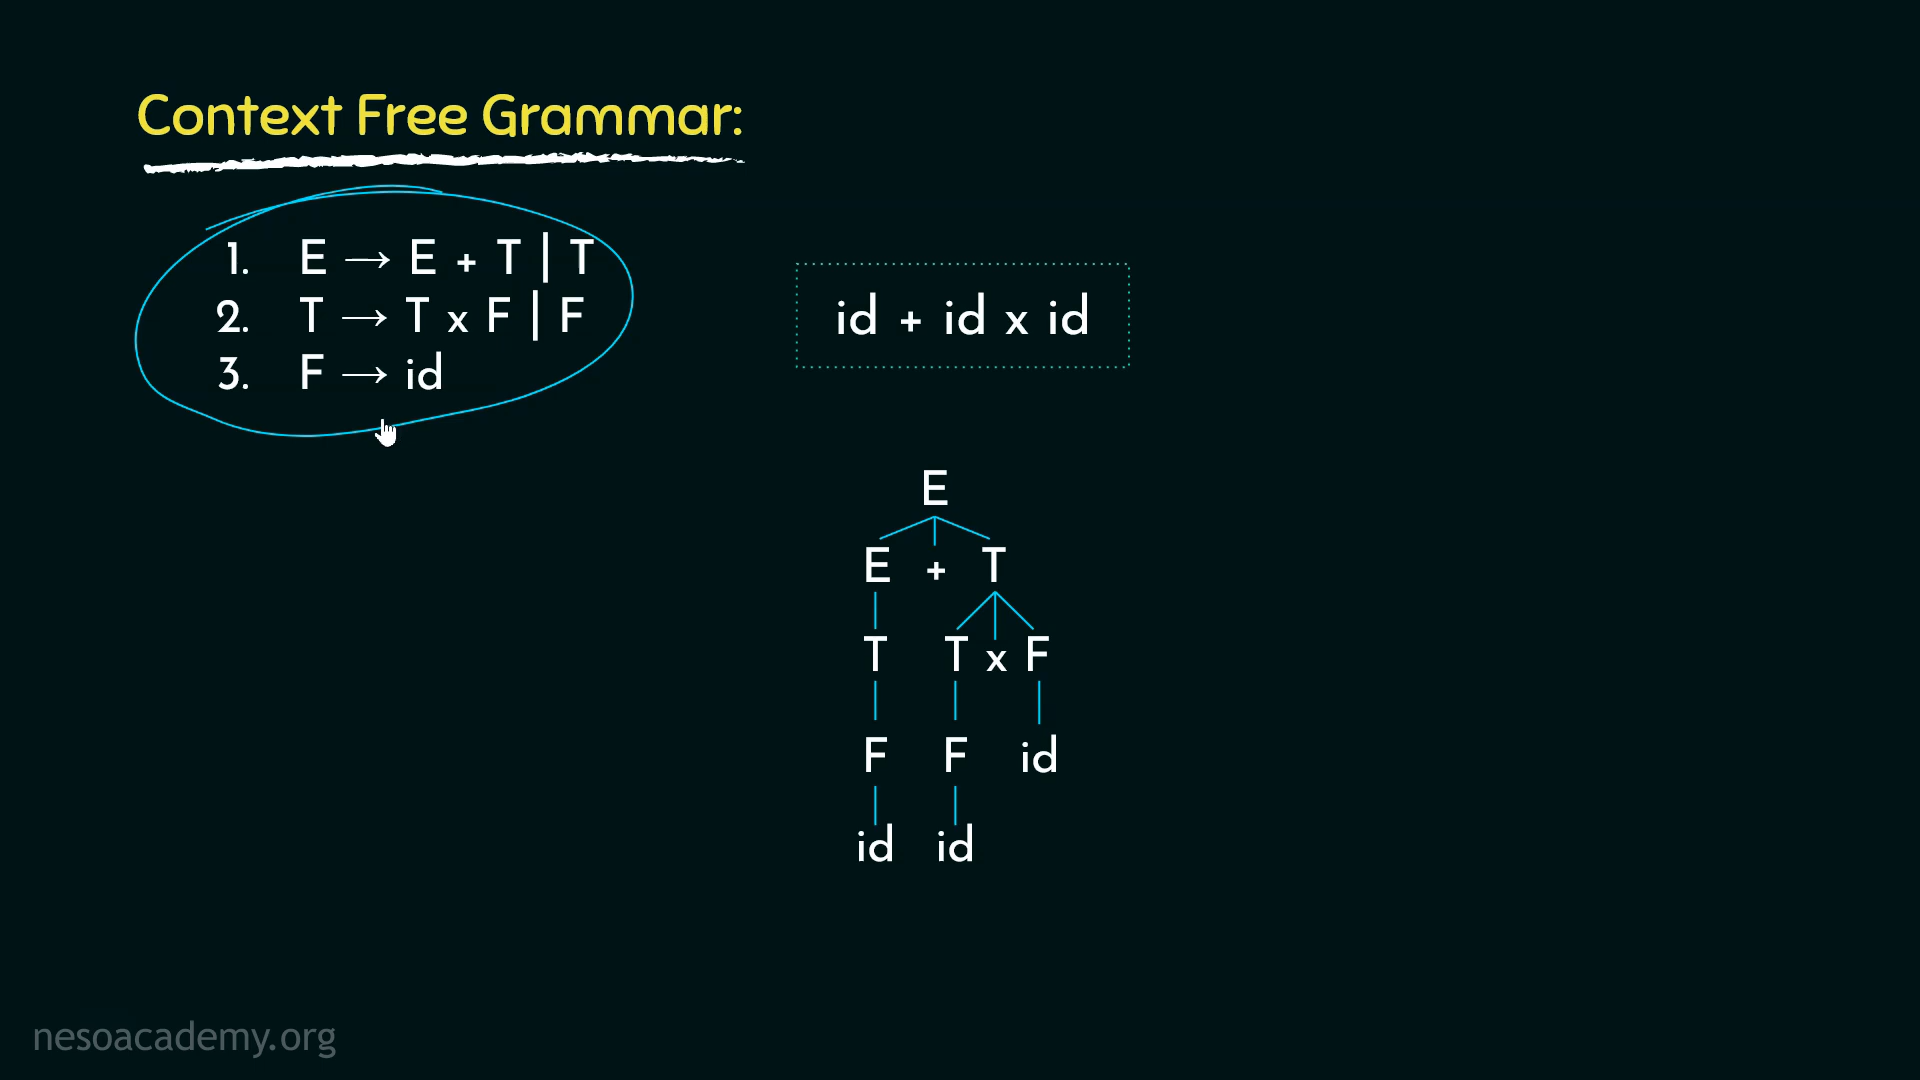 Context Free Grammar:
1. E → E + T | T
2. T → T x F | F
3. F → id
id + id x id
E
E + T
T T x F
F F id
id id
nesoacademy.org